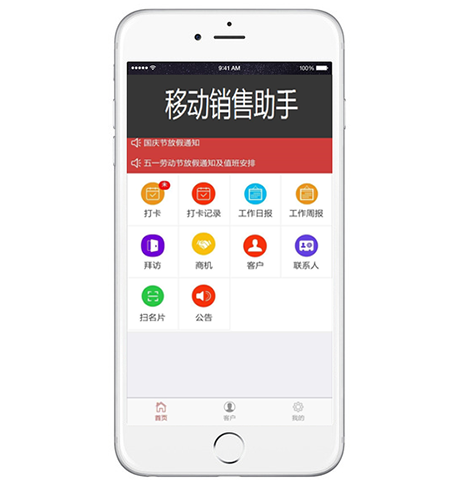 9:41 AM 100%
移动销售助手
国庆节放假通知
五一劳动节放假通知及值班安排
未
打卡 打卡记录 工作日报 工作周报
拜访 商机 客户 联系人
扫名片 公告
首页 客户 我的